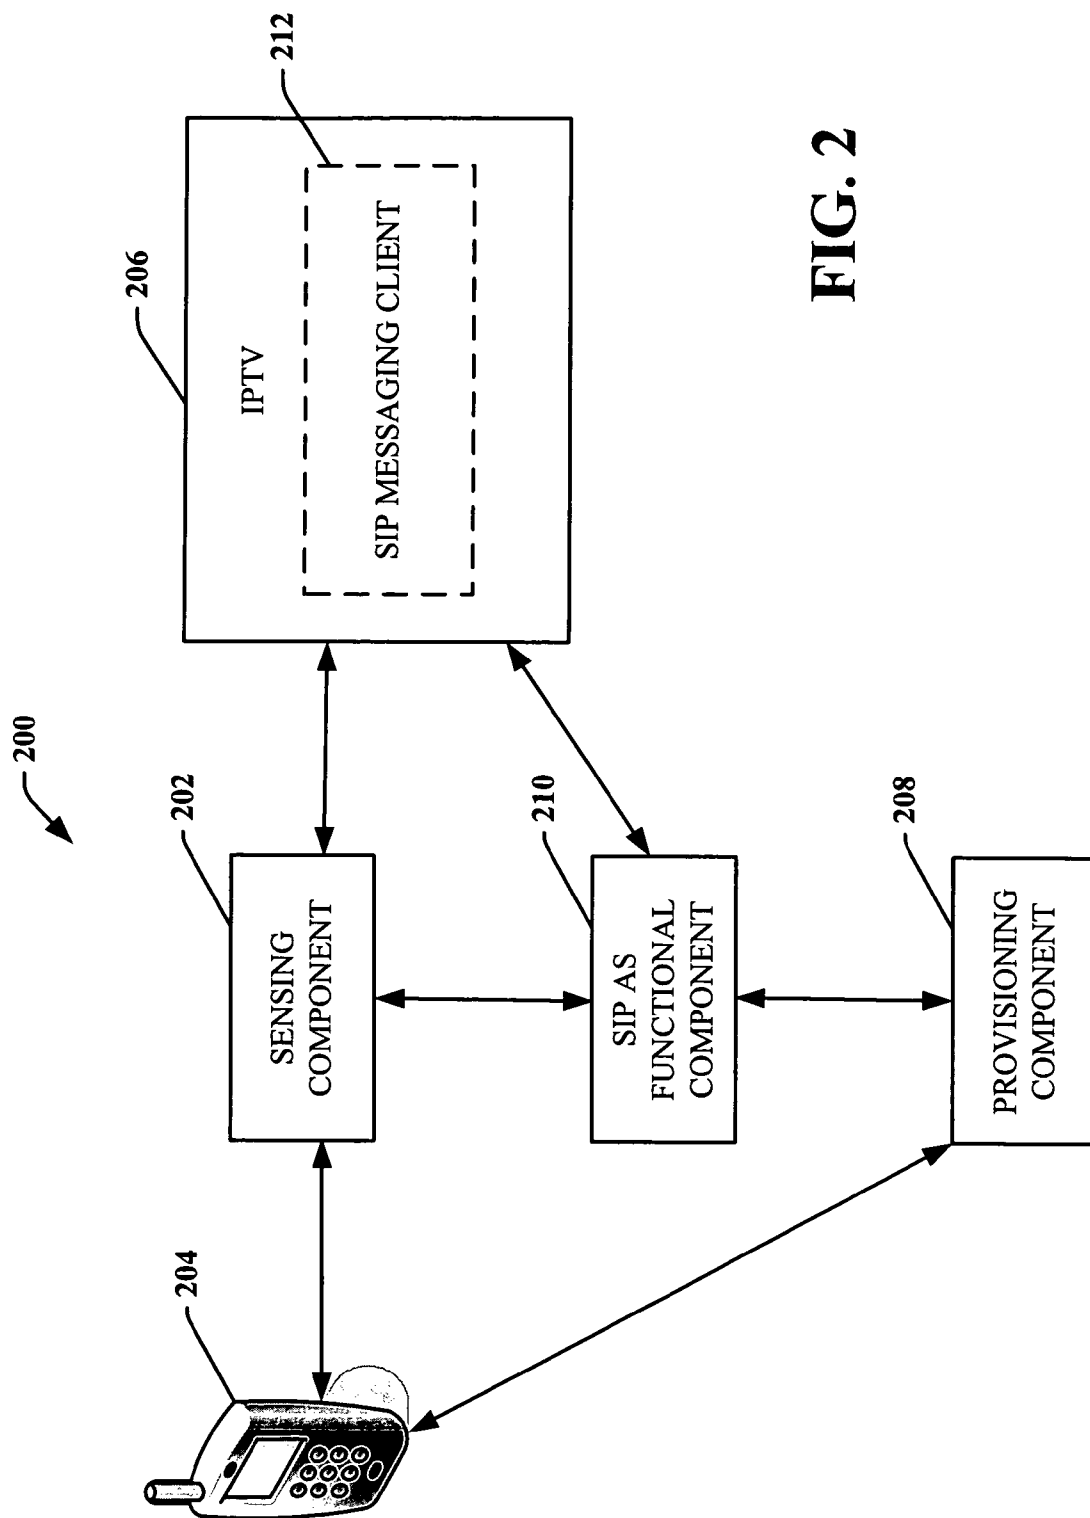 200
204
202
206
212
SENSING
COMPONENT
IPTV
SIP MESSAGING CLIENT
210
SIP AS
FUNCTIONAL
COMPONENT
208
PROVISIONING
COMPONENT
FIG. 2